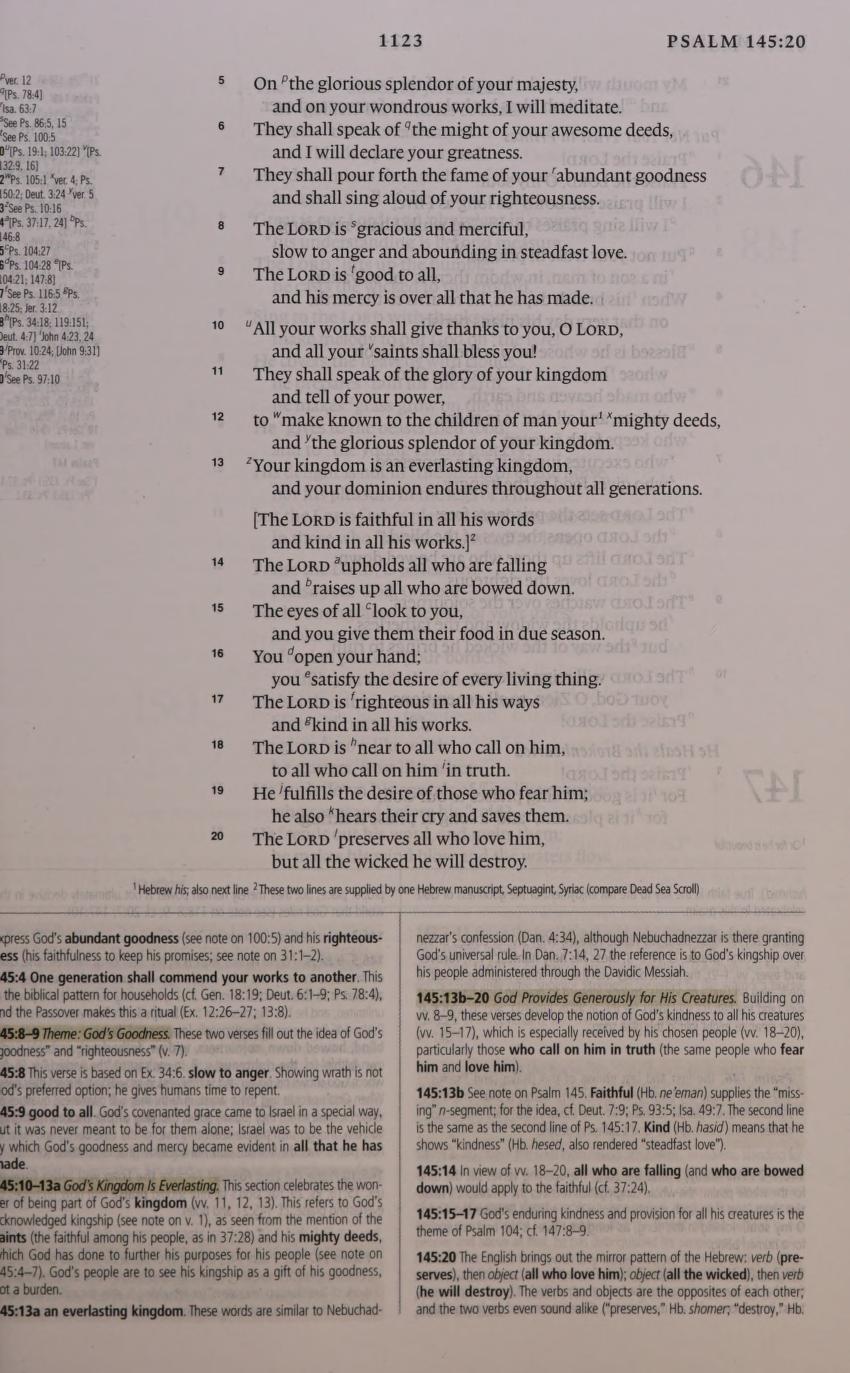 1123 PSALM 145:20
p ver. 12
q [Ps. 78:4]
r Isa. 63:7
s See Ps. 86:5, 15
t See Ps. 100:5
0 u [Ps. 19:1; 103:22] v [Ps.
132:9, 16]
2 w Ps. 105:1 x ver. 4; Ps.
150:2; Deut. 3:24 y ver. 5
3 z See Ps. 10:16
4 a [Ps. 37:17, 24] b Ps.
146:8
5 c Ps. 104:27
6 d Ps. 104:28 e [Ps.
104:21; 147:8]
7 f See Ps. 116:5 g Ps.
18:25; Jer. 3:12
8 h [Ps. 34:18; 119:151;
Deut. 4:7] i John 4:23, 24
9 j Prov. 10:24; [John 9:31]
k Ps. 31:22
0 l See Ps. 97:10
5 On p the glorious splendor of your majesty,
and on your wondrous works, I will meditate.
6 They shall speak of q the might of your awesome deeds,
and I will declare your greatness.
7 They shall pour forth the fame of your r abundant goodness
and shall sing aloud of your righteousness.
8 The LORD is s gracious and merciful,
slow to anger and abounding in steadfast love.
9 The LORD is t good to all,
and his mercy is over all that he has made.
10 u All your works shall give thanks to you, O LORD,
and all your v saints shall bless you!
11 They shall speak of the glory of your kingdom
and tell of your power,
12 to w make known to the children of man your 1 x mighty deeds,
and y the glorious splendor of your kingdom.
13 z Your kingdom is an everlasting kingdom,
and your dominion endures throughout all generations.
[The LORD is faithful in all his words
and kind in all his works.] 2
14 The LORD a upholds all who are falling
and b raises up all who are bowed down.
15 The eyes of all c look to you,
and you give them their food in due season.
16 You d open your hand;
you e satisfy the desire of every living thing.
17 The LORD is f righteous in all his ways
and g kind in all his works.
18 The LORD is h near to all who call on him,
to all who call on him i in truth.
19 He j fulfills the desire of those who fear him;
he also k hears their cry and saves them.
20 The LORD l preserves all who love him,
but all the wicked he will destroy.
1 Hebrew his; also next line 2 These two lines are supplied by one Hebrew manuscript, Septuagint, Syriac (compare Dead Sea Scroll)
xpress God's abundant goodness (see note on 100:5) and his righteous-
ess (his faithfulness to keep his promises; see note on 31:1–2).
45:4 One generation shall commend your works to another. This
the biblical pattern for households (cf. Gen. 18:19; Deut. 6:1–9; Ps. 78:4),
nd the Passover makes this a ritual (Ex. 12:26–27; 13:8).
45:8–9 Theme: God's Goodness. These two verses fill out the idea of God's
goodness" and "righteousness" (v. 7).
45:8 This verse is based on Ex. 34:6. slow to anger. Showing wrath is not
od's preferred option; he gives humans time to repent.
45:9 good to all. God's covenanted grace came to Israel in a special way,
ut it was never meant to be for them alone; Israel was to be the vehicle
y which God's goodness and mercy became evident in all that he has
ade.
45:10–13a God's Kingdom Is Everlasting. This section celebrates the won-
er of being part of God's kingdom (vv. 11, 12, 13). This refers to God's
cknowledged kingship (see note on v. 1), as seen from the mention of the
aints (the faithful among his people, as in 37:28) and his mighty deeds,
hich God has done to further his purposes for his people (see note on
45:4–7). God's people are to see his kingship as a gift of his goodness,
ot a burden.
45:13a an everlasting kingdom. These words are similar to Nebuchad-
nezzar's confession (Dan. 4:34), although Nebuchadnezzar is there granting
God's universal rule. In Dan. 7:14, 27 the reference is to God's kingship over
his people administered through the Davidic Messiah.
145:13b–20 God Provides Generously for His Creatures. Building on
vv. 8–9, these verses develop the notion of God's kindness to all his creatures
(vv. 15–17), which is especially received by his chosen people (vv. 18–20),
particularly those who call on him in truth (the same people who fear
him and love him).
145:13b See note on Psalm 145. Faithful (Hb. ne'eman) supplies the "miss-
ing" n-segment; for the idea, cf. Deut. 7:9; Ps. 93:5; Isa. 49:7. The second line
is the same as the second line of Ps. 145:17. Kind (Hb. hasid) means that he
shows "kindness" (Hb. hesed, also rendered "steadfast love").
145:14 In view of vv. 18–20, all who are falling (and who are bowed
down) would apply to the faithful (cf. 37:24).
145:15–17 God's enduring kindness and provision for all his creatures is the
theme of Psalm 104; cf. 147:8–9.
145:20 The English brings out the mirror pattern of the Hebrew: verb (pre-
serves), then object (all who love him); object (all the wicked), then verb
(he will destroy). The verbs and objects are the opposites of each other;
and the two verbs even sound alike ("preserves," Hb. shomer; "destroy," Hb.